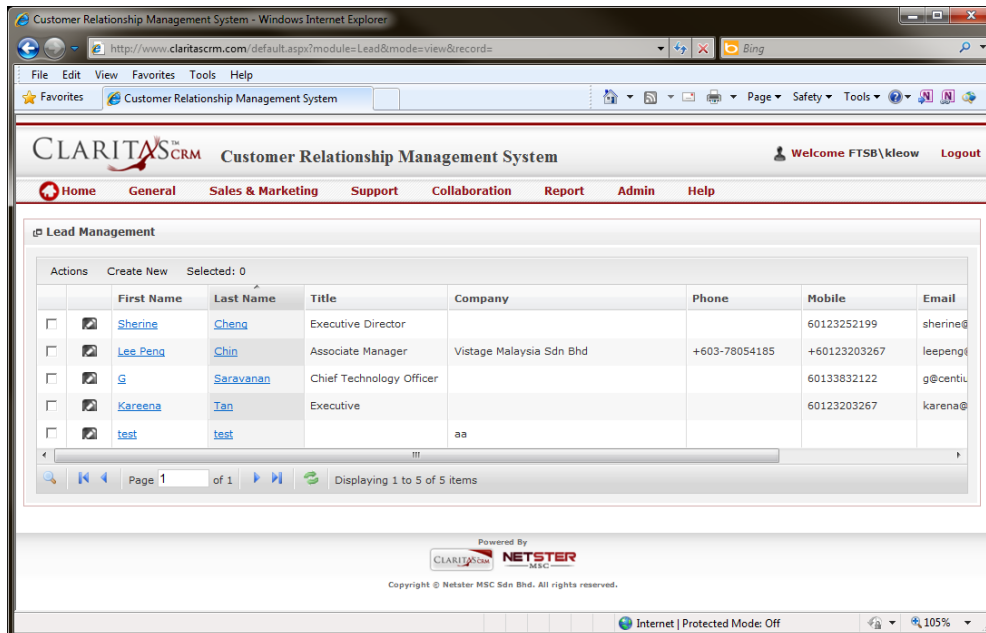 Customer Relationship Management System - Windows Internet Explorer
http://www.claritascrm.com/default.aspx?module=Lead&mode=view&record=
Bing
File Edit View Favorites Tools Help
Favorites Customer Relationship Management System Page Safety Tools
CLARITAS™ CRM Customer Relationship Management System Welcome FTSB\kleow Logout
Home General Sales & Marketing Support Collaboration Report Admin Help
Lead Management
Actions Create New Selected: 0
First Name Last Name Title Company Phone Mobile Email
Sherine Cheng Executive Director 60123252199 sherine@
Lee Peng Chin Associate Manager Vistage Malaysia Sdn Bhd +603-78054185 +60123203267 leepeng@
G Saravanan Chief Technology Officer 60133832122 g@centiu
Kareena Tan Executive 60123203267 karena@
test test aa
Page 1 of 1 Displaying 1 to 5 of 5 items
Powered By
CLARITAS CRM NETSTER MSC
Copyright © Netster MSC Sdn Bhd. All rights reserved.
Internet | Protected Mode: Off 105%